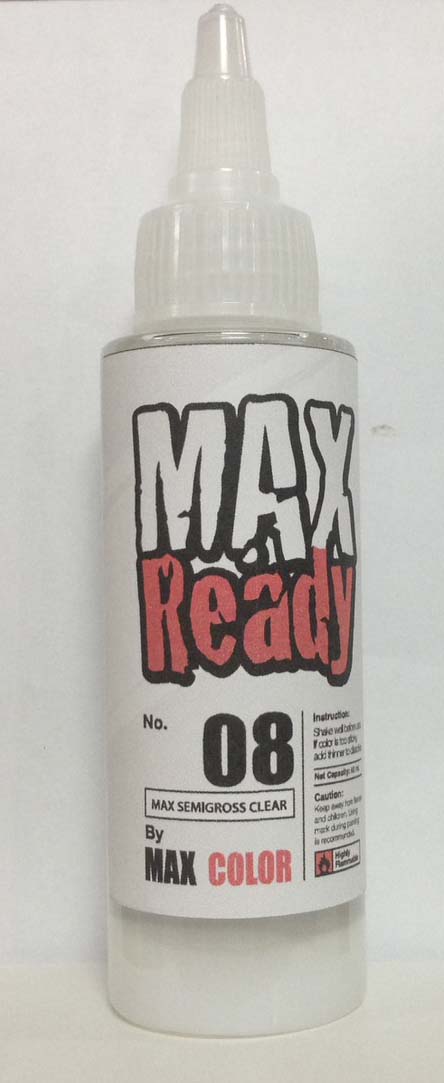 MAX
Ready
No. 08
MAX SEMIGROSS CLEAR
By
MAX COLOR
Instruction:
Shake well before use
If color is too sticky,
add thinner to
Net Capacity: 60 ml
Caution:
Keep away from flames
and children. Using
mark during painting
is recommended.
Highly
Flammable